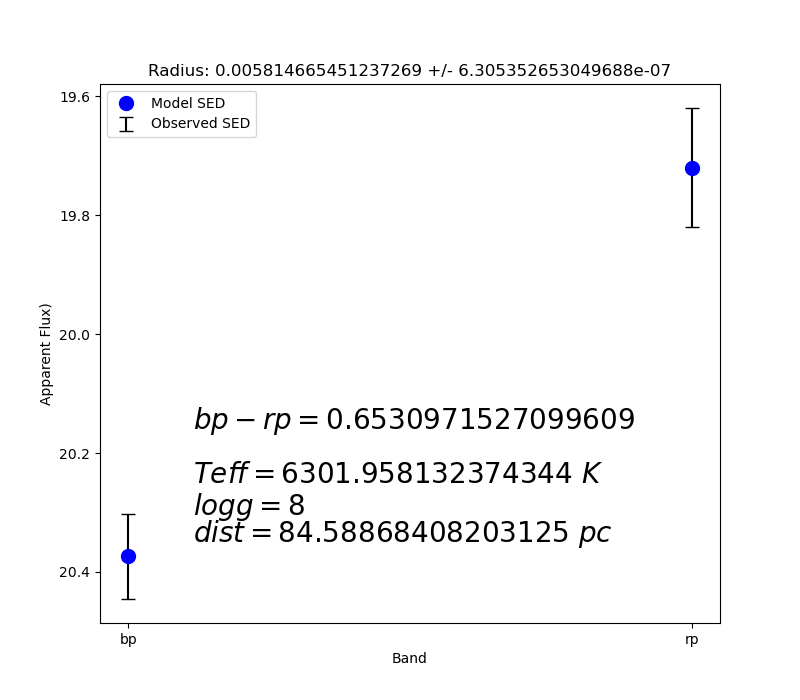 Radius: 0.005814665451237269 +/- 6.305352653049688e-07
Model SED
Observed SED
19.6
19.8
20.0
20.2
20.4
Apparent Flux)
bp − rp = 0.6530971527099609
Teff = 6301.958132374344 K
logg = 8
dist = 84.58868408203125 pc
bp
rp
Band